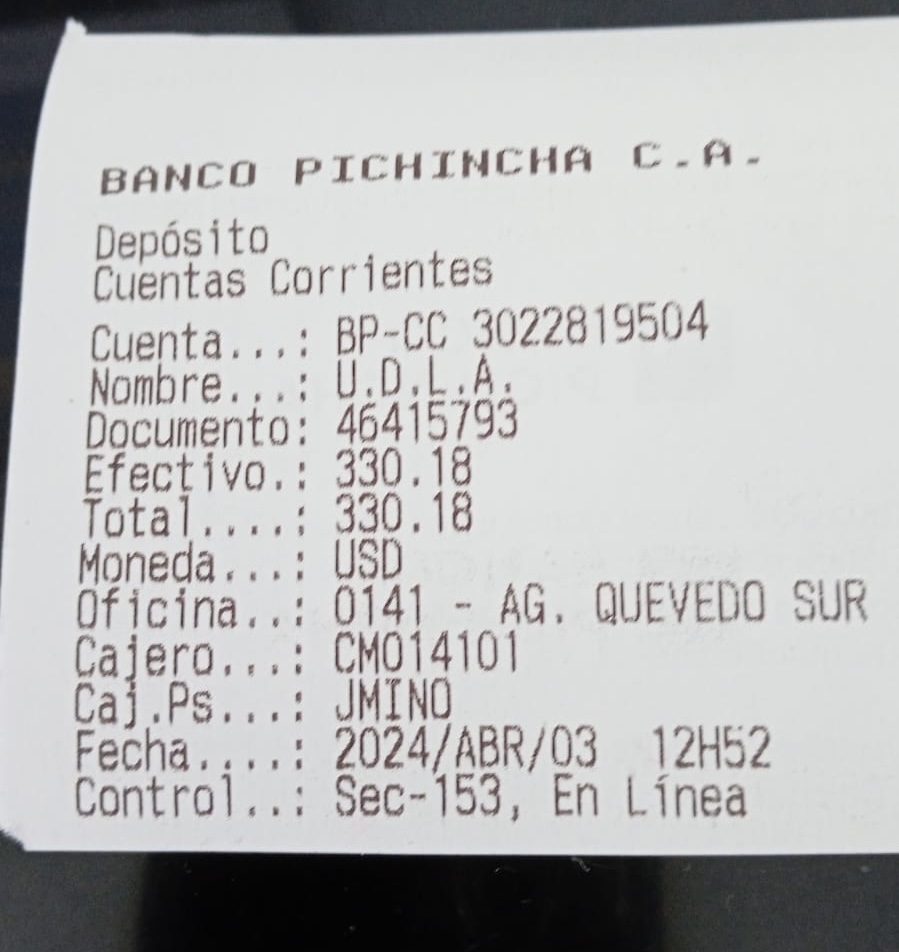 BANCO PICHINCHA C.A.
Depósito
Cuentas Corrientes
Cuenta...: BP-CC 3022819504
Nombre...: U.D.L.A.
Documento: 46415793
Efectivo.: 330.18
Total....: 330.18
Moneda...: USD
Oficina..: 0141 - AG. QUEVEDO SUR
Cajero...: CM014101
Caj.Ps...: JMINO
Fecha....: 2024/ABR/03 12H52
Control..: Sec-153, En Línea